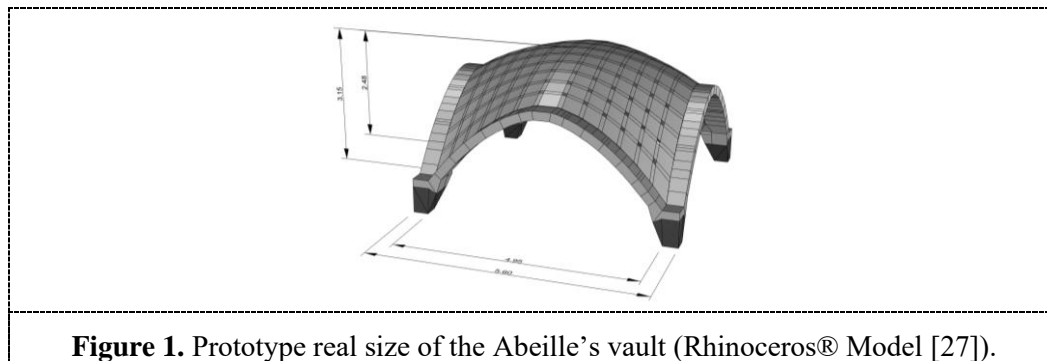 3.15
2.48
4.95
5.60
Figure 1. Prototype real size of the Abeille’s vault (Rhinoceros® Model [27]).